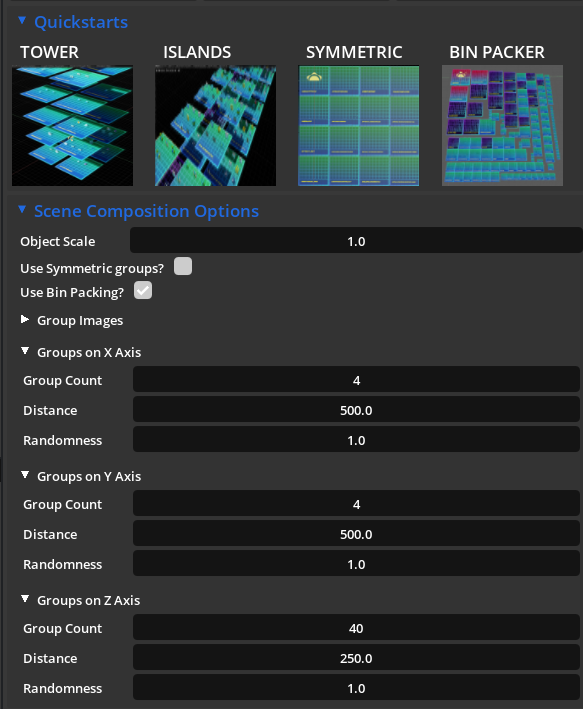 Quickstarts
TOWER ISLANDS SYMMETRIC BIN PACKER
Scene Composition Options
Object Scale 1.0
Use Symmetric groups?
Use Bin Packing?
Group Images
Groups on X Axis
Group Count 4
Distance 500.0
Randomness 1.0
Groups on Y Axis
Group Count 4
Distance 500.0
Randomness 1.0
Groups on Z Axis
Group Count 40
Distance 250.0
Randomness 1.0